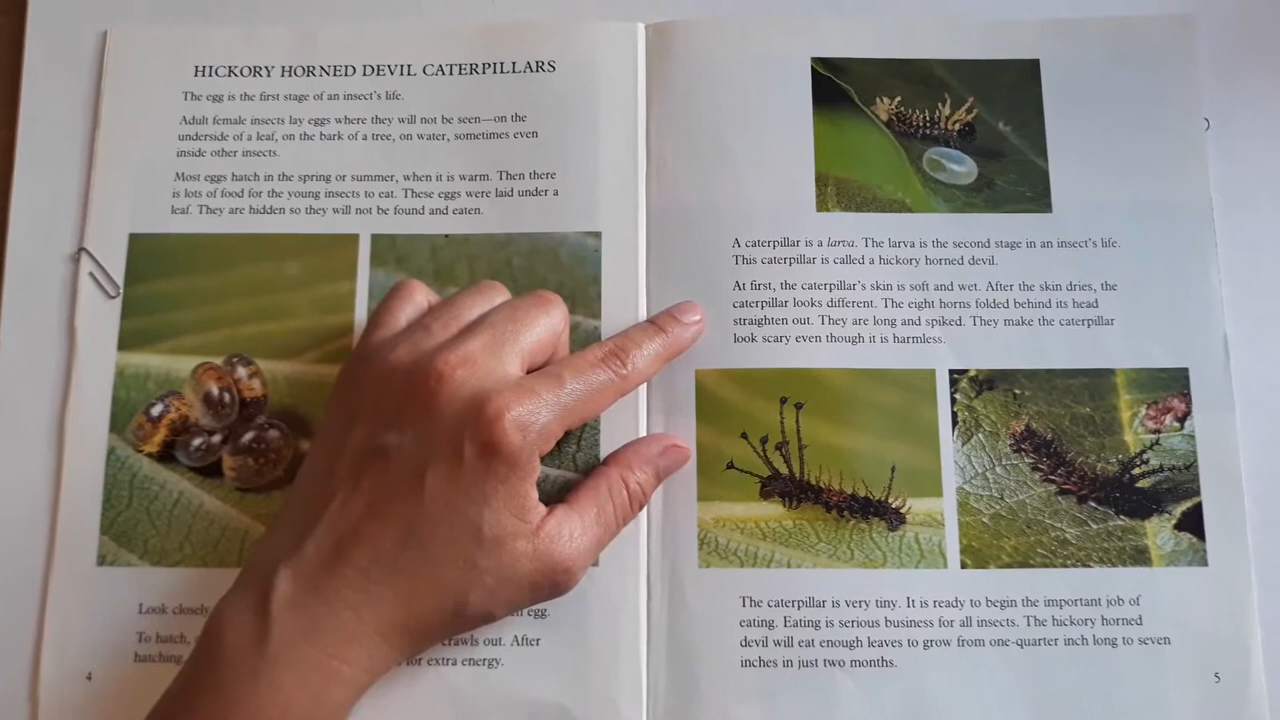 HICKORY HORNED DEVIL CATERPILLARS
The egg is the first stage of an insect's life.
Adult female insects lay eggs where they will not be seen—on the
underside of a leaf, on the bark of a tree, on water, sometimes even
inside other insects.
Most eggs hatch in the spring or summer, when it is warm. Then there
is lots of food for the young insects to eat. These eggs were laid under a
leaf. They are hidden so they will not be found and eaten.
Look closely
egg.
To hatch,
crawls out. After
hatching,
for extra energy.
4
A caterpillar is a larva. The larva is the second stage in an insect's life.
This caterpillar is called a hickory horned devil.
At first, the caterpillar's skin is soft and wet. After the skin dries, the
caterpillar looks different. The eight horns folded behind its head
straighten out. They are long and spiked. They make the caterpillar
look scary even though it is harmless.
The caterpillar is very tiny. It is ready to begin the important job of
eating. Eating is serious business for all insects. The hickory horned
devil will eat enough leaves to grow from one-quarter inch long to seven
inches in just two months.
5